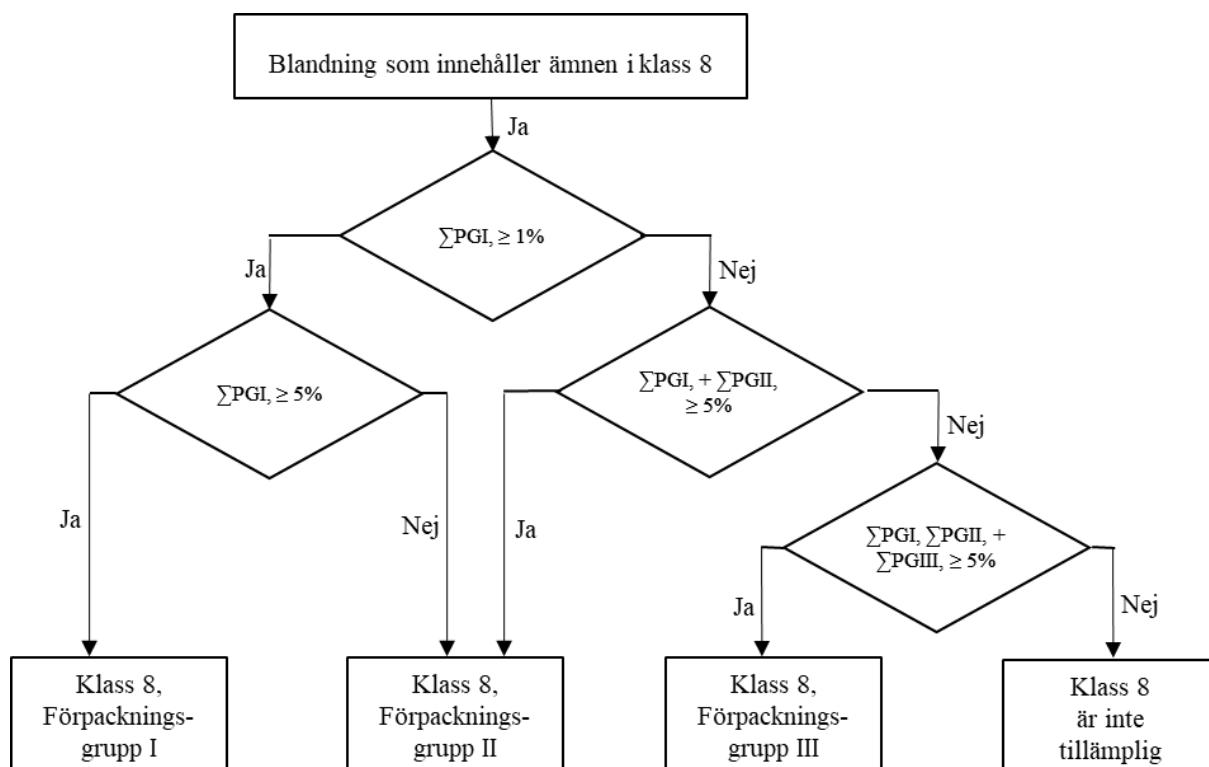 Blandning som innehåller ämnen i klass 8
Ja
∑PGI, ≥ 1%
Ja
Nej
∑PGI, ≥ 5%
∑PGI, + ∑PGII,
≥ 5%
Nej
Ja
Nej
Ja
∑PGI, ∑PGII, +
∑PGIII, ≥ 5%
Ja
Nej
Klass 8,
Förpacknings-
grupp I
Klass 8,
Förpacknings-
grupp II
Klass 8,
Förpacknings-
grupp III
Klass 8
är inte
tillämplig